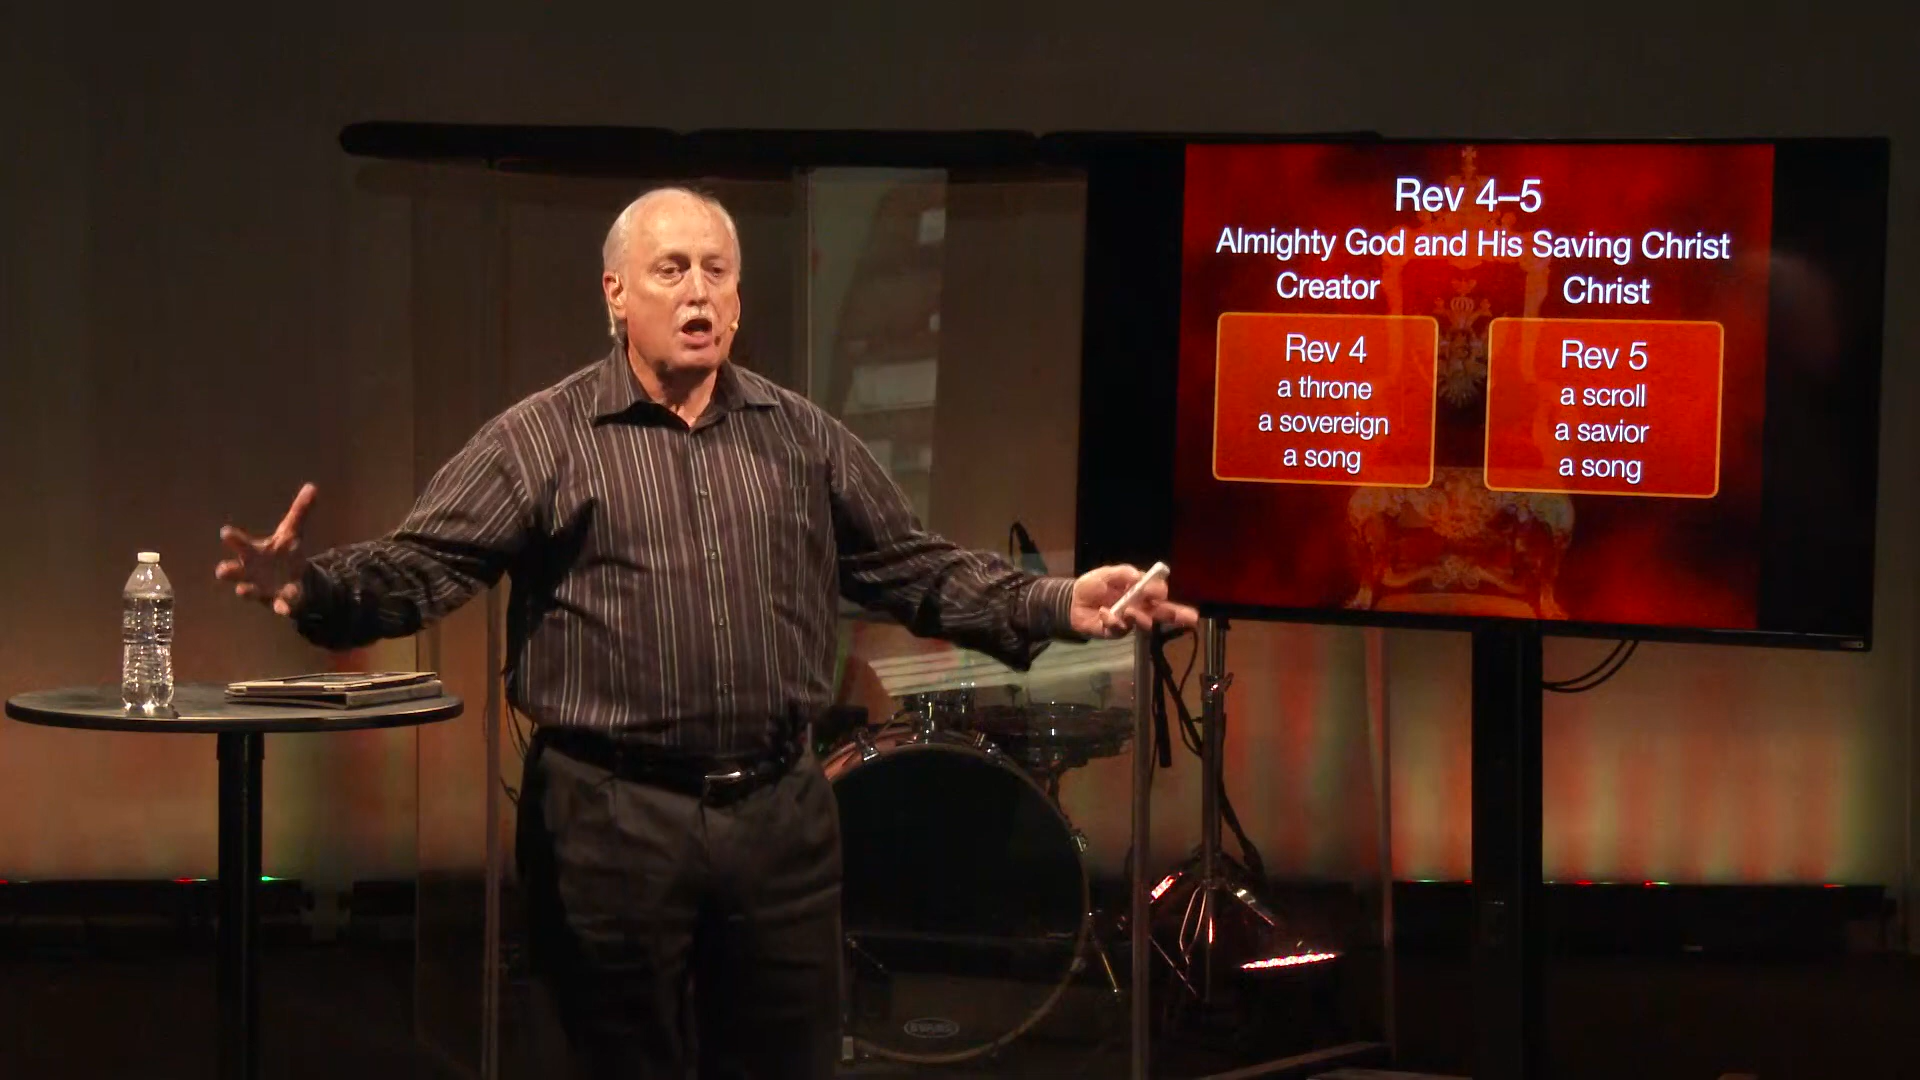 Rev 4–5
Almighty God and His Saving Christ
Creator
Rev 4
a throne
a sovereign
a song
Christ
Rev 5
a scroll
a savior
a song
EVANS